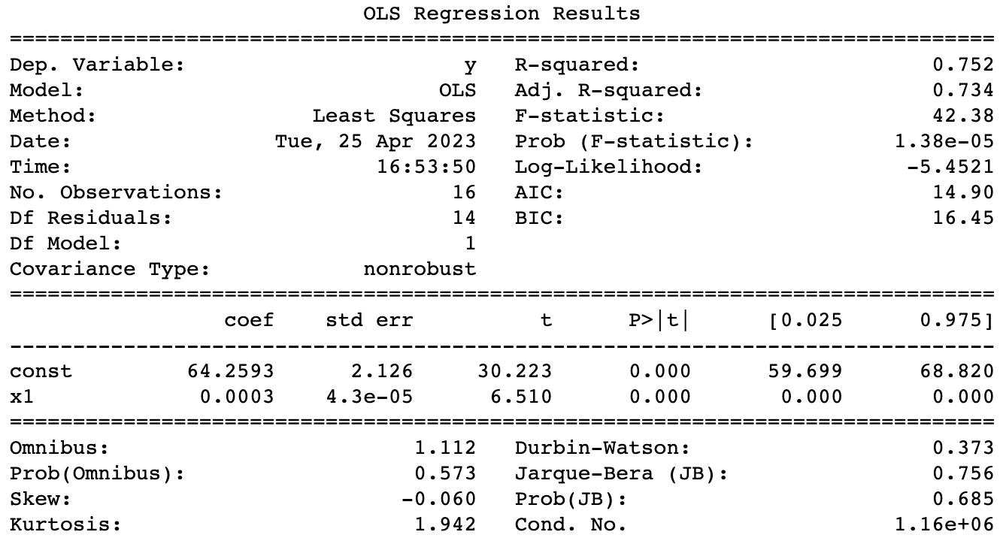 OLS Regression Results
==============================================================================
Dep. Variable:                      y   R-squared:                       0.752
Model:                            OLS   Adj. R-squared:                  0.734
Method:                 Least Squares   F-statistic:                     42.38
Date:                Tue, 25 Apr 2023   Prob (F-statistic):           1.38e-05
Time:                        16:53:50   Log-Likelihood:                -5.4521
No. Observations:                  16   AIC:                             14.90
Df Residuals:                      14   BIC:                             16.45
Df Model:                           1
Covariance Type:            nonrobust
==============================================================================
                 coef    std err          t      P>|t|      [0.025      0.975]
------------------------------------------------------------------------------
const         64.2593      2.126     30.223      0.000      59.699      68.820
x1             0.0003    4.3e-05      6.510      0.000       0.000       0.000
==============================================================================
Omnibus:                        1.112   Durbin-Watson:                   0.373
Prob(Omnibus):                  0.573   Jarque-Bera (JB):                0.756
Skew:                          -0.060   Prob(JB):                        0.685
Kurtosis:                       1.942   Cond. No.                     1.16e+06